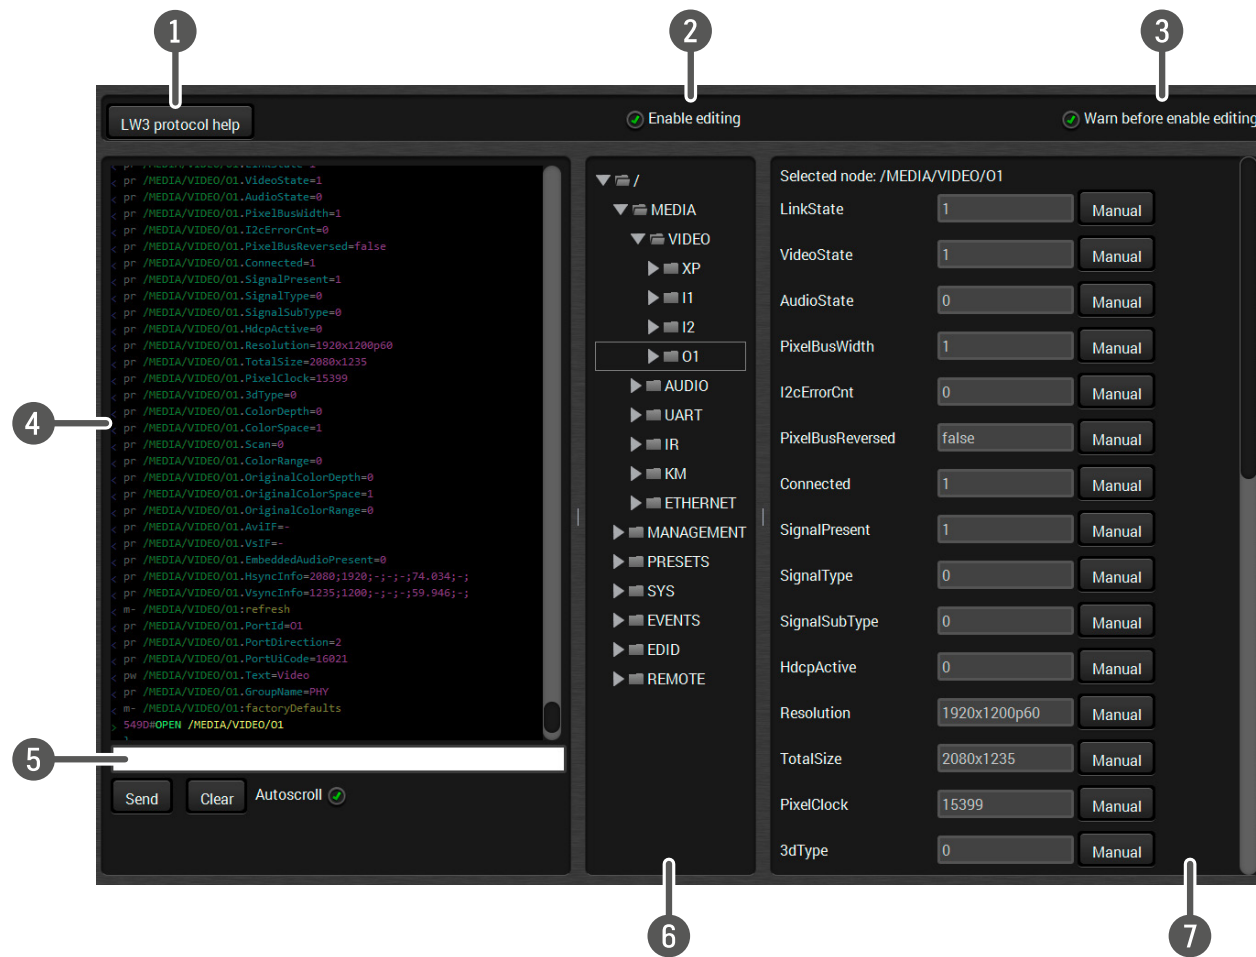 1
2
3
LW3 protocol help
Enable editing
Warn before enable editing
< pr /MEDIA/VIDEO/O1.LinkState=1
< pr /MEDIA/VIDEO/O1.VideoState=1
< pr /MEDIA/VIDEO/O1.AudioState=0
< pr /MEDIA/VIDEO/O1.PixelBusWidth=1
< pr /MEDIA/VIDEO/O1.I2cErrorCnt=0
< pr /MEDIA/VIDEO/O1.PixelBusReversed=false
< pr /MEDIA/VIDEO/O1.Connected=1
< pr /MEDIA/VIDEO/O1.SignalPresent=1
< pr /MEDIA/VIDEO/O1.SignalType=0
< pr /MEDIA/VIDEO/O1.SignalSubType=0
< pr /MEDIA/VIDEO/O1.HdcpActive=0
< pr /MEDIA/VIDEO/O1.Resolution=1920x1200p60
< pr /MEDIA/VIDEO/O1.TotalSize=2080x1235
< pr /MEDIA/VIDEO/O1.PixelClock=15399
< pr /MEDIA/VIDEO/O1.3dType=0
< pr /MEDIA/VIDEO/O1.ColorDepth=0
< pr /MEDIA/VIDEO/O1.ColorSpace=1
< pr /MEDIA/VIDEO/O1.Scan=0
< pr /MEDIA/VIDEO/O1.ColorRange=0
< pr /MEDIA/VIDEO/O1.OriginalColorDepth=0
< pr /MEDIA/VIDEO/O1.OriginalColorSpace=1
< pr /MEDIA/VIDEO/O1.OriginalColorRange=0
< pr /MEDIA/VIDEO/O1.AviIF=-
< pr /MEDIA/VIDEO/O1.VsIF=-
< pr /MEDIA/VIDEO/O1.EmbeddedAudioPresent=0
< pr /MEDIA/VIDEO/O1.HsyncInfo=2080;1920;-;-;-;74.034;-;
< pr /MEDIA/VIDEO/O1.VsyncInfo=1235;1200;-;-;-;59.946;-;
< m- /MEDIA/VIDEO/O1:refresh
< pr /MEDIA/VIDEO/O1.PortId=O1
< pr /MEDIA/VIDEO/O1.PortDirection=2
< pr /MEDIA/VIDEO/O1.PortUiCode=16021
< pw /MEDIA/VIDEO/O1.Text=Video
< pr /MEDIA/VIDEO/O1.GroupName=PHY
< m- /MEDIA/VIDEO/O1:factoryDefaults
> 549D#OPEN /MEDIA/VIDEO/O1
4
5
Send
Clear
Autoscroll
/
MEDIA
VIDEO
XP
I1
I2
O1
AUDIO
UART
IR
KM
ETHERNET
MANAGEMENT
PRESETS
SYS
EVENTS
EDID
REMOTE
Selected node: /MEDIA/VIDEO/O1
LinkState 1 Manual
VideoState 1 Manual
AudioState 0 Manual
PixelBusWidth 1 Manual
I2cErrorCnt 0 Manual
PixelBusReversed false Manual
Connected 1 Manual
SignalPresent 1 Manual
SignalType 0 Manual
SignalSubType 0 Manual
HdcpActive 0 Manual
Resolution 1920x1200p60 Manual
TotalSize 2080x1235 Manual
PixelClock 15399 Manual
3dType 0 Manual
6
7